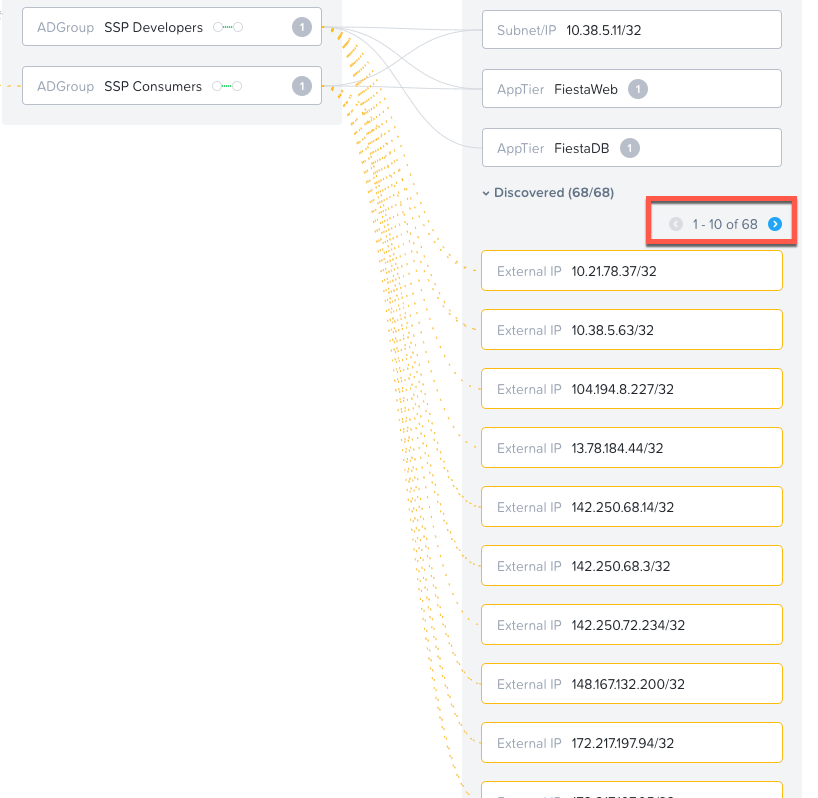 ADGroup SSP Developers 1
ADGroup SSP Consumers 1
Subnet/IP 10.38.5.11/32
AppTier FiestaWeb 1
AppTier FiestaDB 1
Discovered (68/68)
1 - 10 of 68
External IP 10.21.78.37/32
External IP 10.38.5.63/32
External IP 104.194.8.227/32
External IP 13.78.184.44/32
External IP 142.250.68.14/32
External IP 142.250.68.3/32
External IP 142.250.72.234/32
External IP 148.167.132.200/32
External IP 172.217.197.94/32